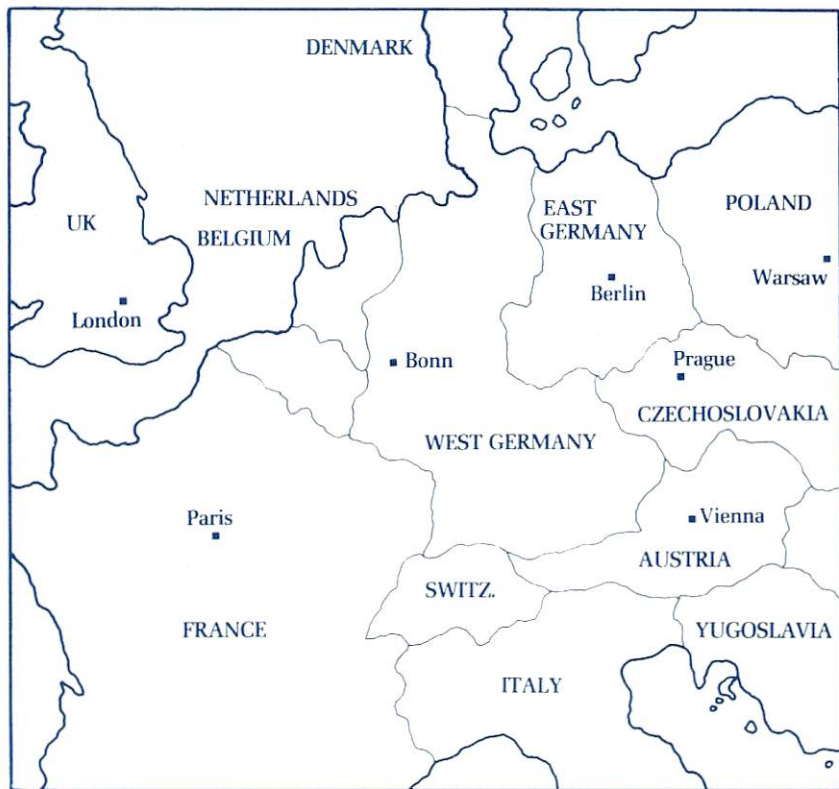 DENMARK
NETHERLANDS
UK
BELGIUM
EAST
GERMANY
POLAND
Warsaw
London
Berlin
Bonn
Prague
CZECHOSLOVAKIA
WEST GERMANY
Paris
Vienna
AUSTRIA
SWITZ.
FRANCE
YUGOSLAVIA
ITALY